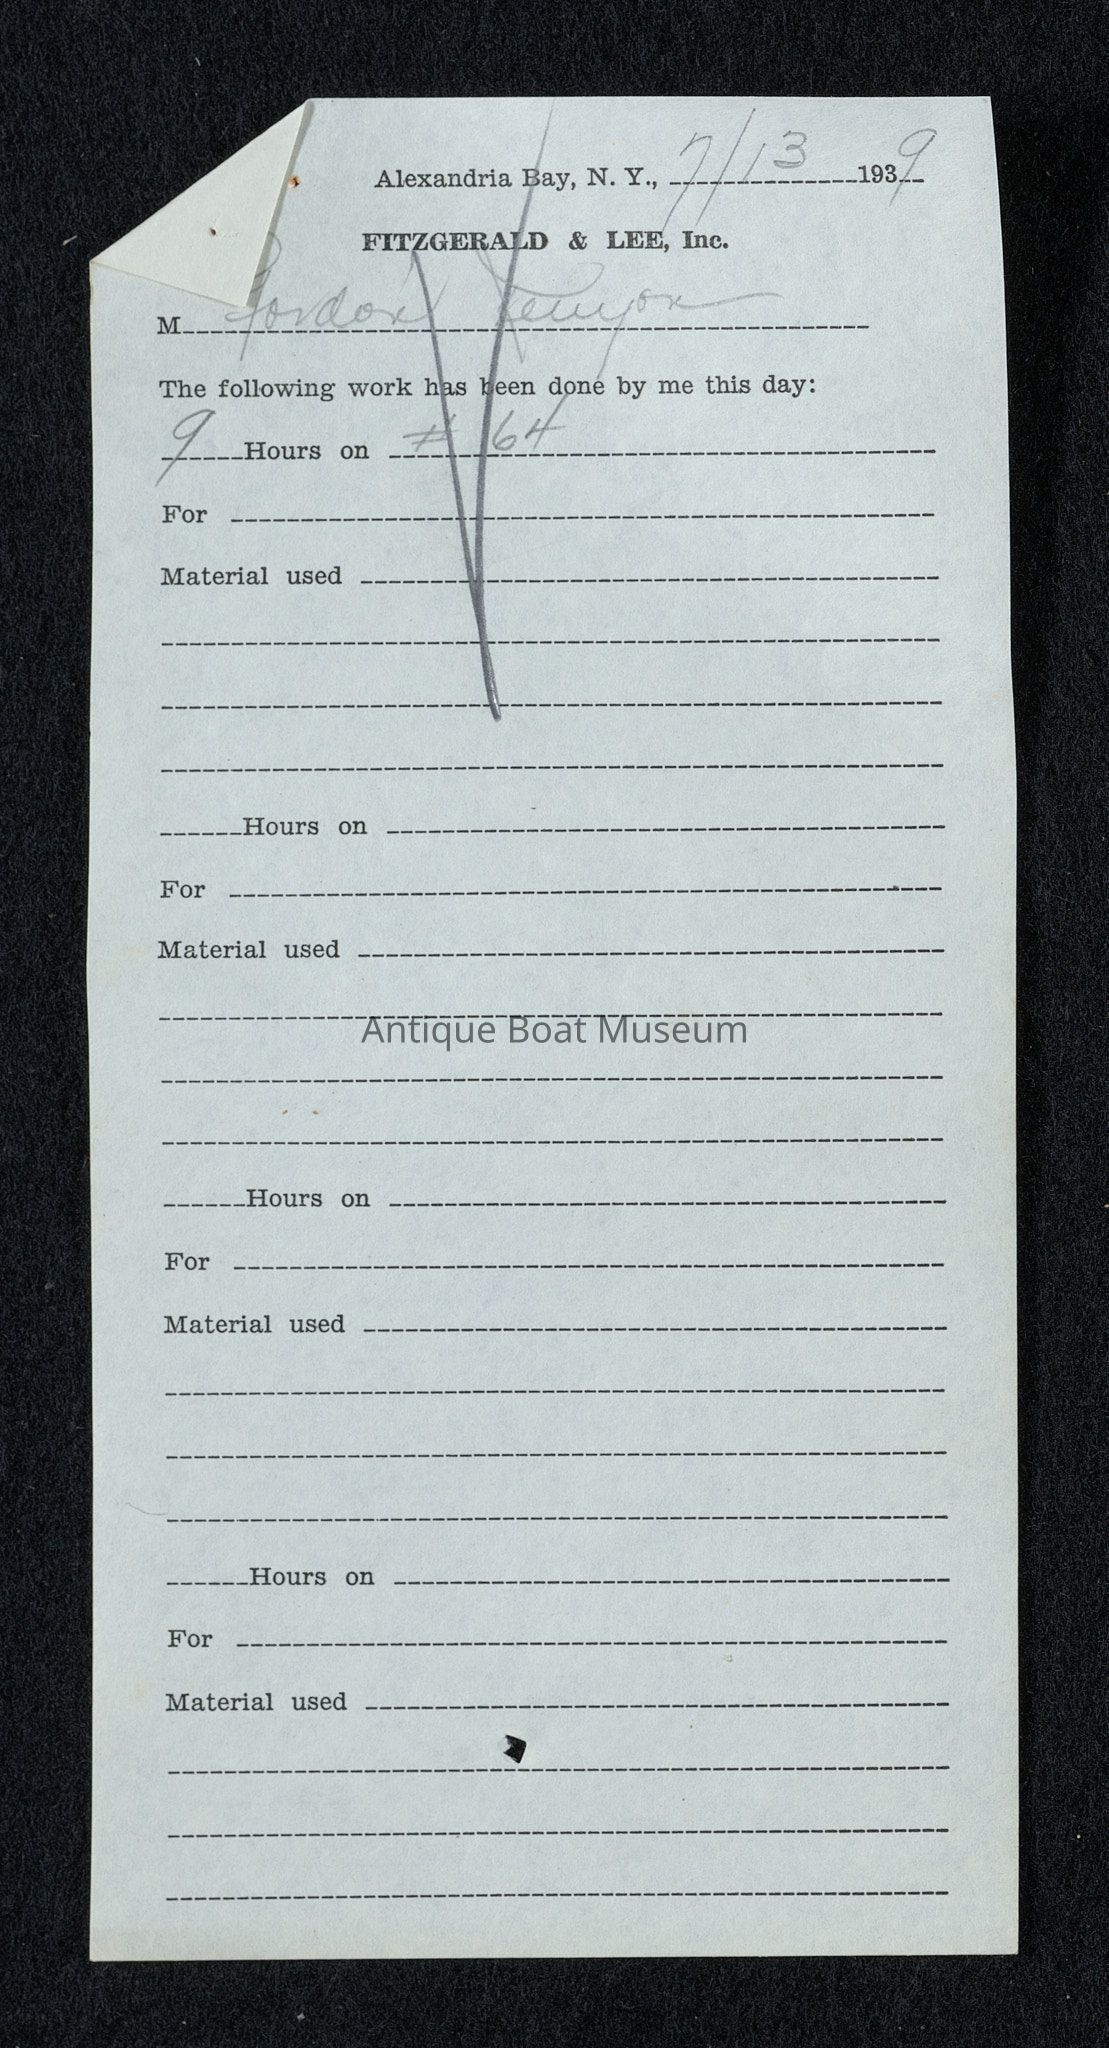 Alexandria Bay, N. Y., 7/13 1939
FITZGERALD & LEE, Inc.
M Gordon Kenyon
The following work has been done by me this day:
9 Hours on # 64
For
Material used
Hours on
For
Material used
Antique Boat Museum
Hours on
For
Material used
Hours on
For
Material used